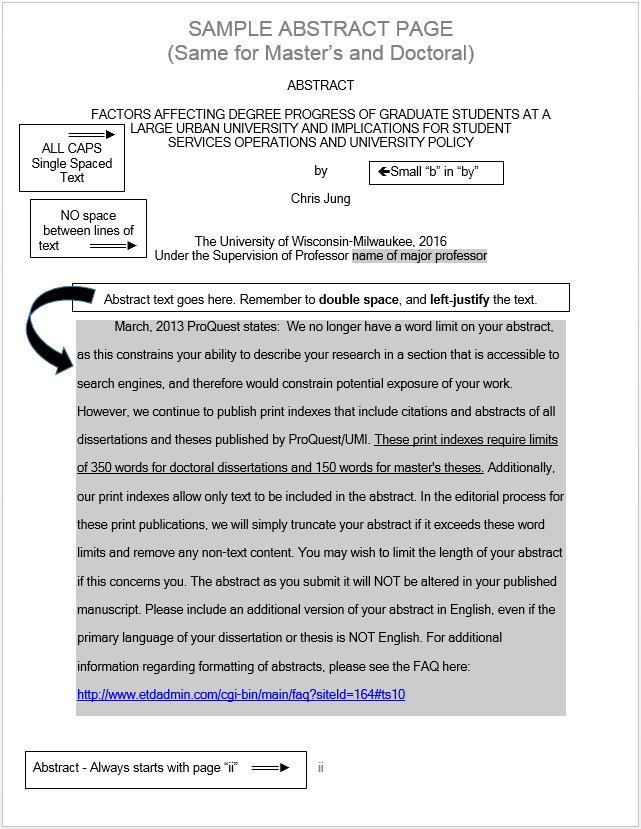 SAMPLE ABSTRACT PAGE
(Same for Master's and Doctoral)
ABSTRACT
FACTORS AFFECTING DEGREE PROGRESS OF GRADUATE STUDENTS AT A
LARGE URBAN UNIVERSITY AND IMPLICATIONS FOR STUDENT
SERVICES OPERATIONS AND UNIVERSITY POLICY
ALL CAPS
Single Spaced
Text
by
🡸Small “b” in “by”
Chris Jung
NO space
between lines of
text
The University of Wisconsin-Milwaukee, 2016
Under the Supervision of Professor name of major professor
Abstract text goes here. Remember to double space, and left-justify the text.
March, 2013 ProQuest states:  We no longer have a word limit on your abstract,
as this constrains your ability to describe your research in a section that is accessible to
search engines, and therefore would constrain potential exposure of your work.
However, we continue to publish print indexes that include citations and abstracts of all
dissertations and theses published by ProQuest/UMI. These print indexes require limits
of 350 words for doctoral dissertations and 150 words for master's theses. Additionally,
our print indexes allow only text to be included in the abstract. In the editorial process for
these print publications, we will simply truncate your abstract if it exceeds these word
limits and remove any non-text content. You may wish to limit the length of your abstract
if this concerns you. The abstract as you submit it will NOT be altered in your published
manuscript. Please include an additional version of your abstract in English, even if the
primary language of your dissertation or thesis is NOT English. For additional
information regarding formatting of abstracts, please see the FAQ here:
http://www.etdadmin.com/cgi-bin/main/faq?siteId=164#ts10
Abstract - Always starts with page “ii”
ii